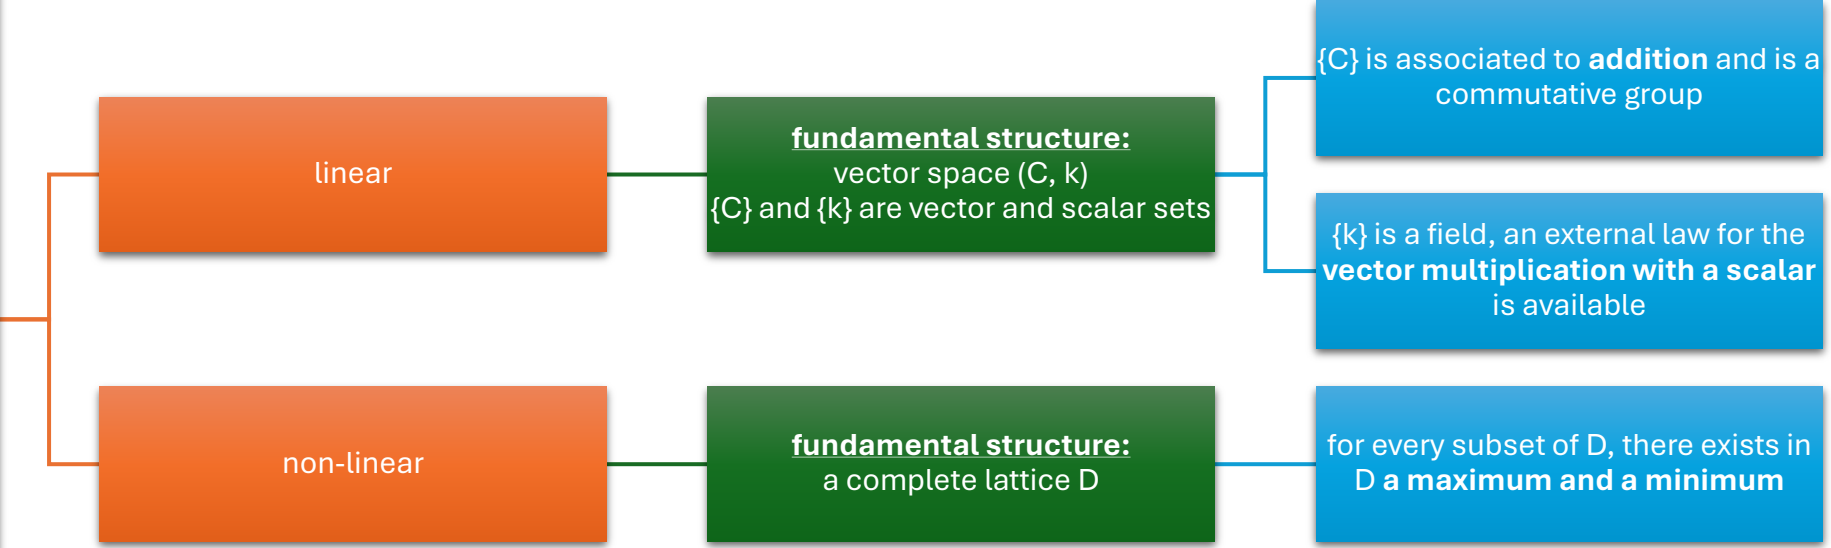 linear
fundamental structure:
vector space (C, k)
{C} and {k} are vector and scalar sets
{C} is associated to addition and is a
commutative group
{k} is a field, an external law for the
vector multiplication with a scalar
is available
non-linear
fundamental structure:
a complete lattice D
for every subset of D, there exists in
D a maximum and a minimum